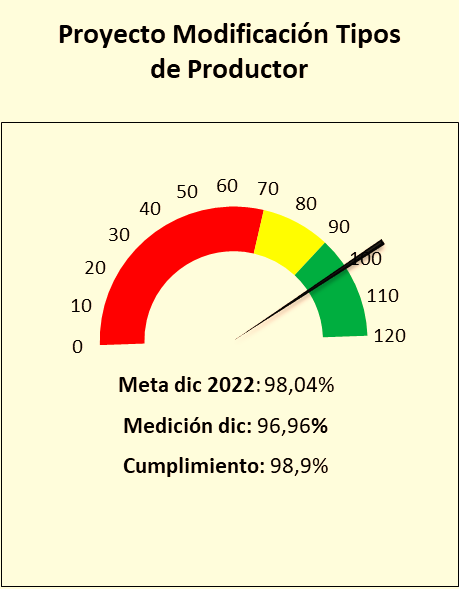 Proyecto Modificación Tipos
de Productor
0
10
20
30
40
50
60
70
80
90
100
110
120
Meta dic 2022: 98,04%
Medición dic: 96,96%
Cumplimiento: 98,9%